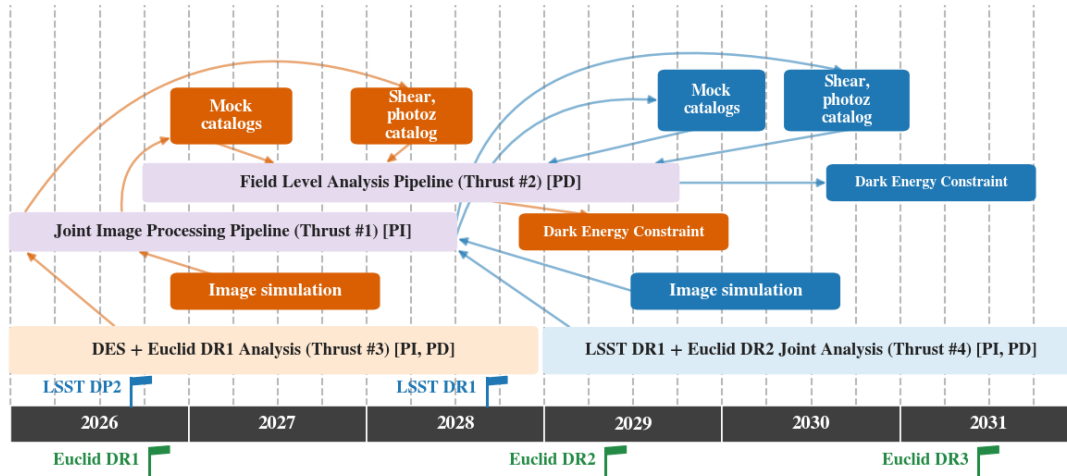 Mock
catalogs
Shear,
photoz
catalog
Mock
catalogs
Shear,
photoz
catalog
Field Level Analysis Pipeline (Thrust #2) [PD]
Dark Energy Constraint
Joint Image Processing Pipeline (Thrust #1) [PI]
Dark Energy Constraint
Image simulation
Image simulation
DES + Euclid DR1 Analysis (Thrust #3) [PI, PD]
LSST DR1 + Euclid DR2 Joint Analysis (Thrust #4) [PI, PD]
LSST DP2
LSST DR1
2026
2027
2028
2029
2030
2031
Euclid DR1
Euclid DR2
Euclid DR3